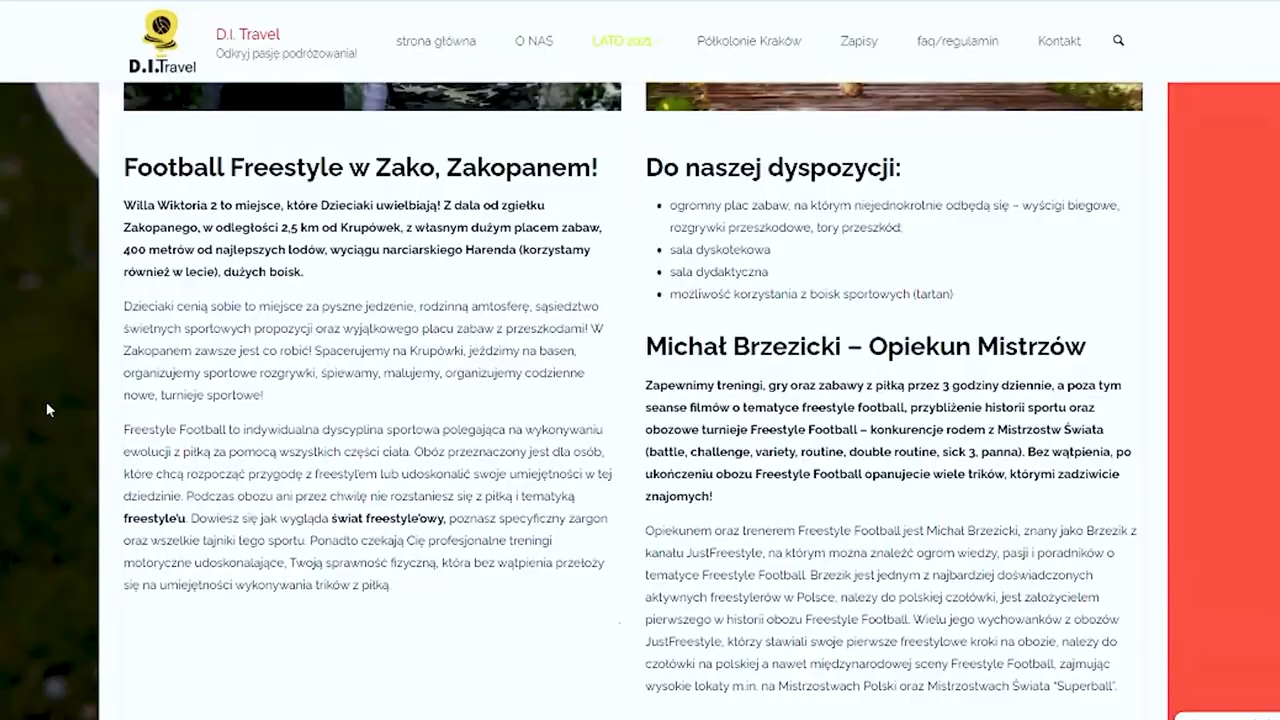 D.I.Travel
D.I. Travel
Odkryj pasję podróżowania!
strona główna
O NAS
LATO 2021
Półkolonie Kraków
Zapisy
faq/regulamin
Kontakt
Football Freestyle w Zako, Zakopanem!
Willa Wiktoria 2 to miejsce, które Dzieciaki uwielbiają! Z dala od zgiełku
Zakopanego, w odległości 2,5 km od Krupówek, z własnym dużym placem zabaw,
400 metrów od najlepszych lodów, wyciągu narciarskiego Harenda (korzystamy
również w lecie), dużych boisk.
Dzieciaki cenią sobie to miejsce za pyszne jedzenie, rodzinną amtosferę, sąsiedztwo
świetnych sportowych propozycji oraz wyjątkowego placu zabaw z przeszkodami! W
Zakopanem zawsze jest co robić! Spacerujemy na Krupówki, jeździmy na basen,
organizujemy sportowe rozgrywki, śpiewamy, malujemy, organizujemy codzienne
nowe, turnieje sportowe!
Freestyle Football to indywidualna dyscyplina sportowa polegająca na wykonywaniu
ewolucji z piłką za pomocą wszystkich części ciała. Obóz przeznaczony jest dla osób,
które chcą rozpocząć przygodę z freestyl'em lub udoskonalić swoje umiejętności w tej
dziedzinie. Podczas obozu ani przez chwilę nie rozstaniesz się z piłką i tematyką
freestyle'u. Dowiesz się jak wygląda świat freestyle'owy, poznasz specyficzny żargon
oraz wszelkie tajniki tego sportu. Ponadto czekają Cię profesjonalne treningi
motoryczne udoskonalające, Twoją sprawność fizyczną, która bez wątpienia przełoży
się na umiejętności wykonywania trików z piłką.
Do naszej dyspozycji:
ogromny plac zabaw, na którym niejednokrotnie odbędą się – wyścigi biegowe,
rozgrywki przeszkodowe, tory przeszkód;
sala dyskotekowa
sala dydaktyczna
możliwość korzystania z boisk sportowych (tartan)
Michał Brzezicki – Opiekun Mistrzów
Zapewnimy treningi, gry oraz zabawy z piłką przez 3 godziny dziennie, a poza tym
seanse filmów o tematyce freestyle football, przybliżenie historii sportu oraz
obozowe turnieje Freestyle Football – konkurencje rodem z Mistrzostw Świata
(battle, challenge, variety, routine, double routine, sick 3, panna). Bez wątpienia, po
ukończeniu obozu Freestyle Football opanujecie wiele trików, którymi zadziwicie
znajomych!
Opiekunem oraz trenerem Freestyle Football jest Michał Brzezicki, znany jako Brzezik z
kanału JustFreestyle, na którym można znaleźć ogrom wiedzy, pasji i poradników o
tematyce Freestyle Football. Brzezik jest jednym z najbardziej doświadczonych
aktywnych freestylerów w Polsce, należy do polskiej czołówki, jest założycielem
pierwszego w historii obozu Freestyle Football. Wielu jego wychowanków z obozów
JustFreestyle, którzy stawiali swoje pierwsze freestylowe kroki na obozie, należy do
czołówki na polskiej a nawet międzynarodowej sceny Freestyle Football, zajmując
wysokie lokaty m.in. na Mistrzostwach Polski oraz Mistrzostwach Świata "Superball".